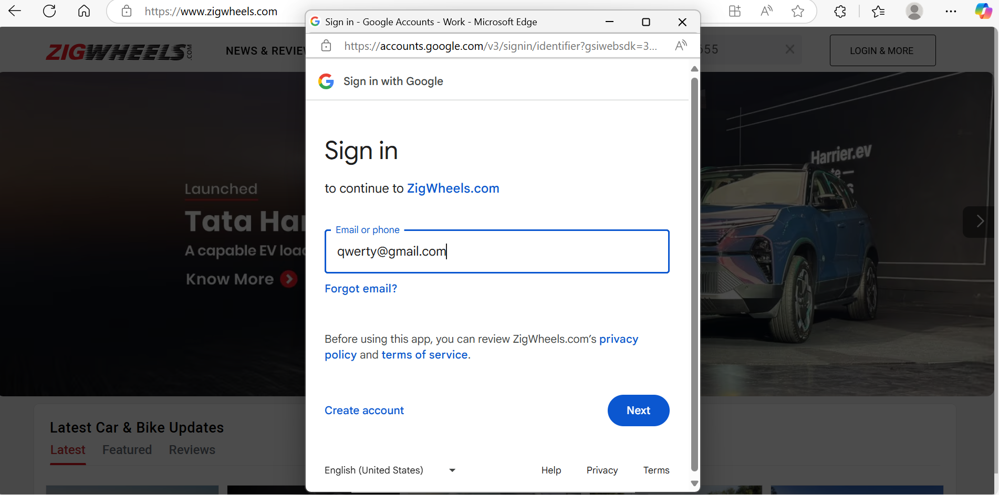 https://www.zigwheels.com
Sign in - Google Accounts - Work - Microsoft Edge
https://accounts.google.com/v3/signin/identifier?gsiwebsdk=3...
ZIGWHEELS.COM
NEWS &
655
LOGIN & MORE
Sign in with Google
Sign in
to continue to ZigWheels.com
Email or phone
qwerty@gmail.com
Forgot email?
Before using this app, you can review ZigWheels.com’s privacy
policy and terms of service.
Create account
Next
English (United States)
Help
Privacy
Terms
Launched
Tata
A capable EV
Know More
Harrier.ev
Latest Car & Bike Updates
Latest
Featured
Reviews